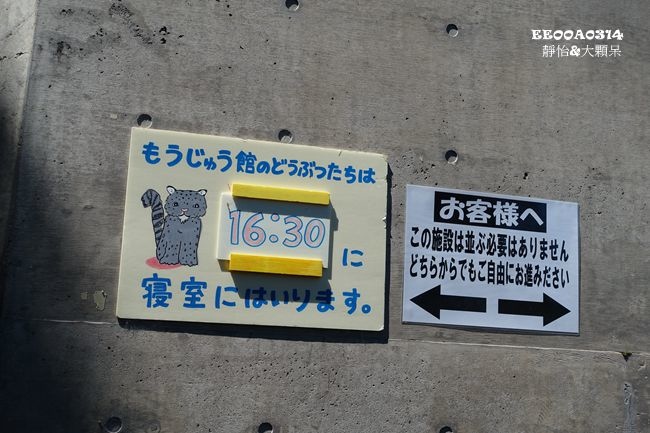 EE00A0314
靜怡&大顆呆
もうじゅう館のどうぶつたちは
16:30
に
寝室にはいります。
お客様へ
この施設は並ぶ必要はありません
どちらからでもご自由にお進みださい